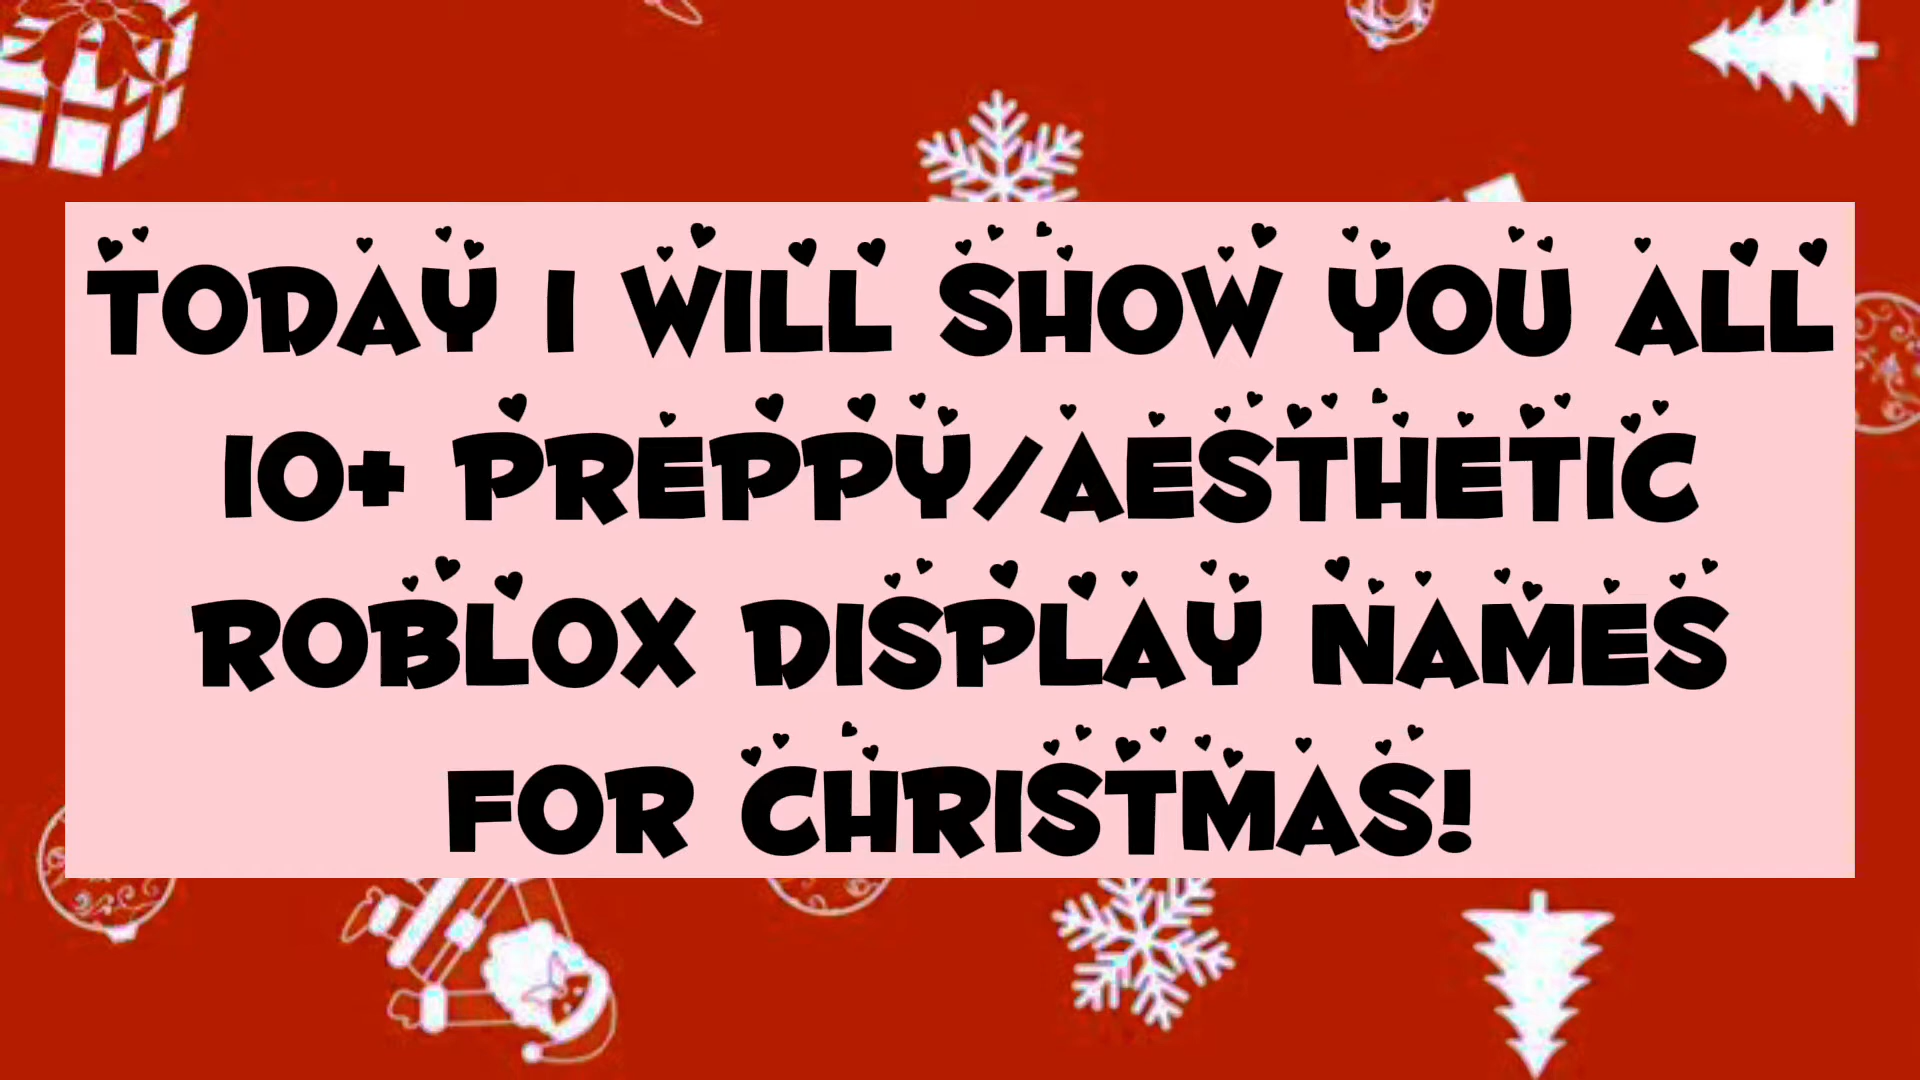 TODAY I WILL SHOW YOU ALL
10+ PREPPY/AESTHETIC
ROBLOX DISPLAY NAMES
FOR CHRISTMAS!